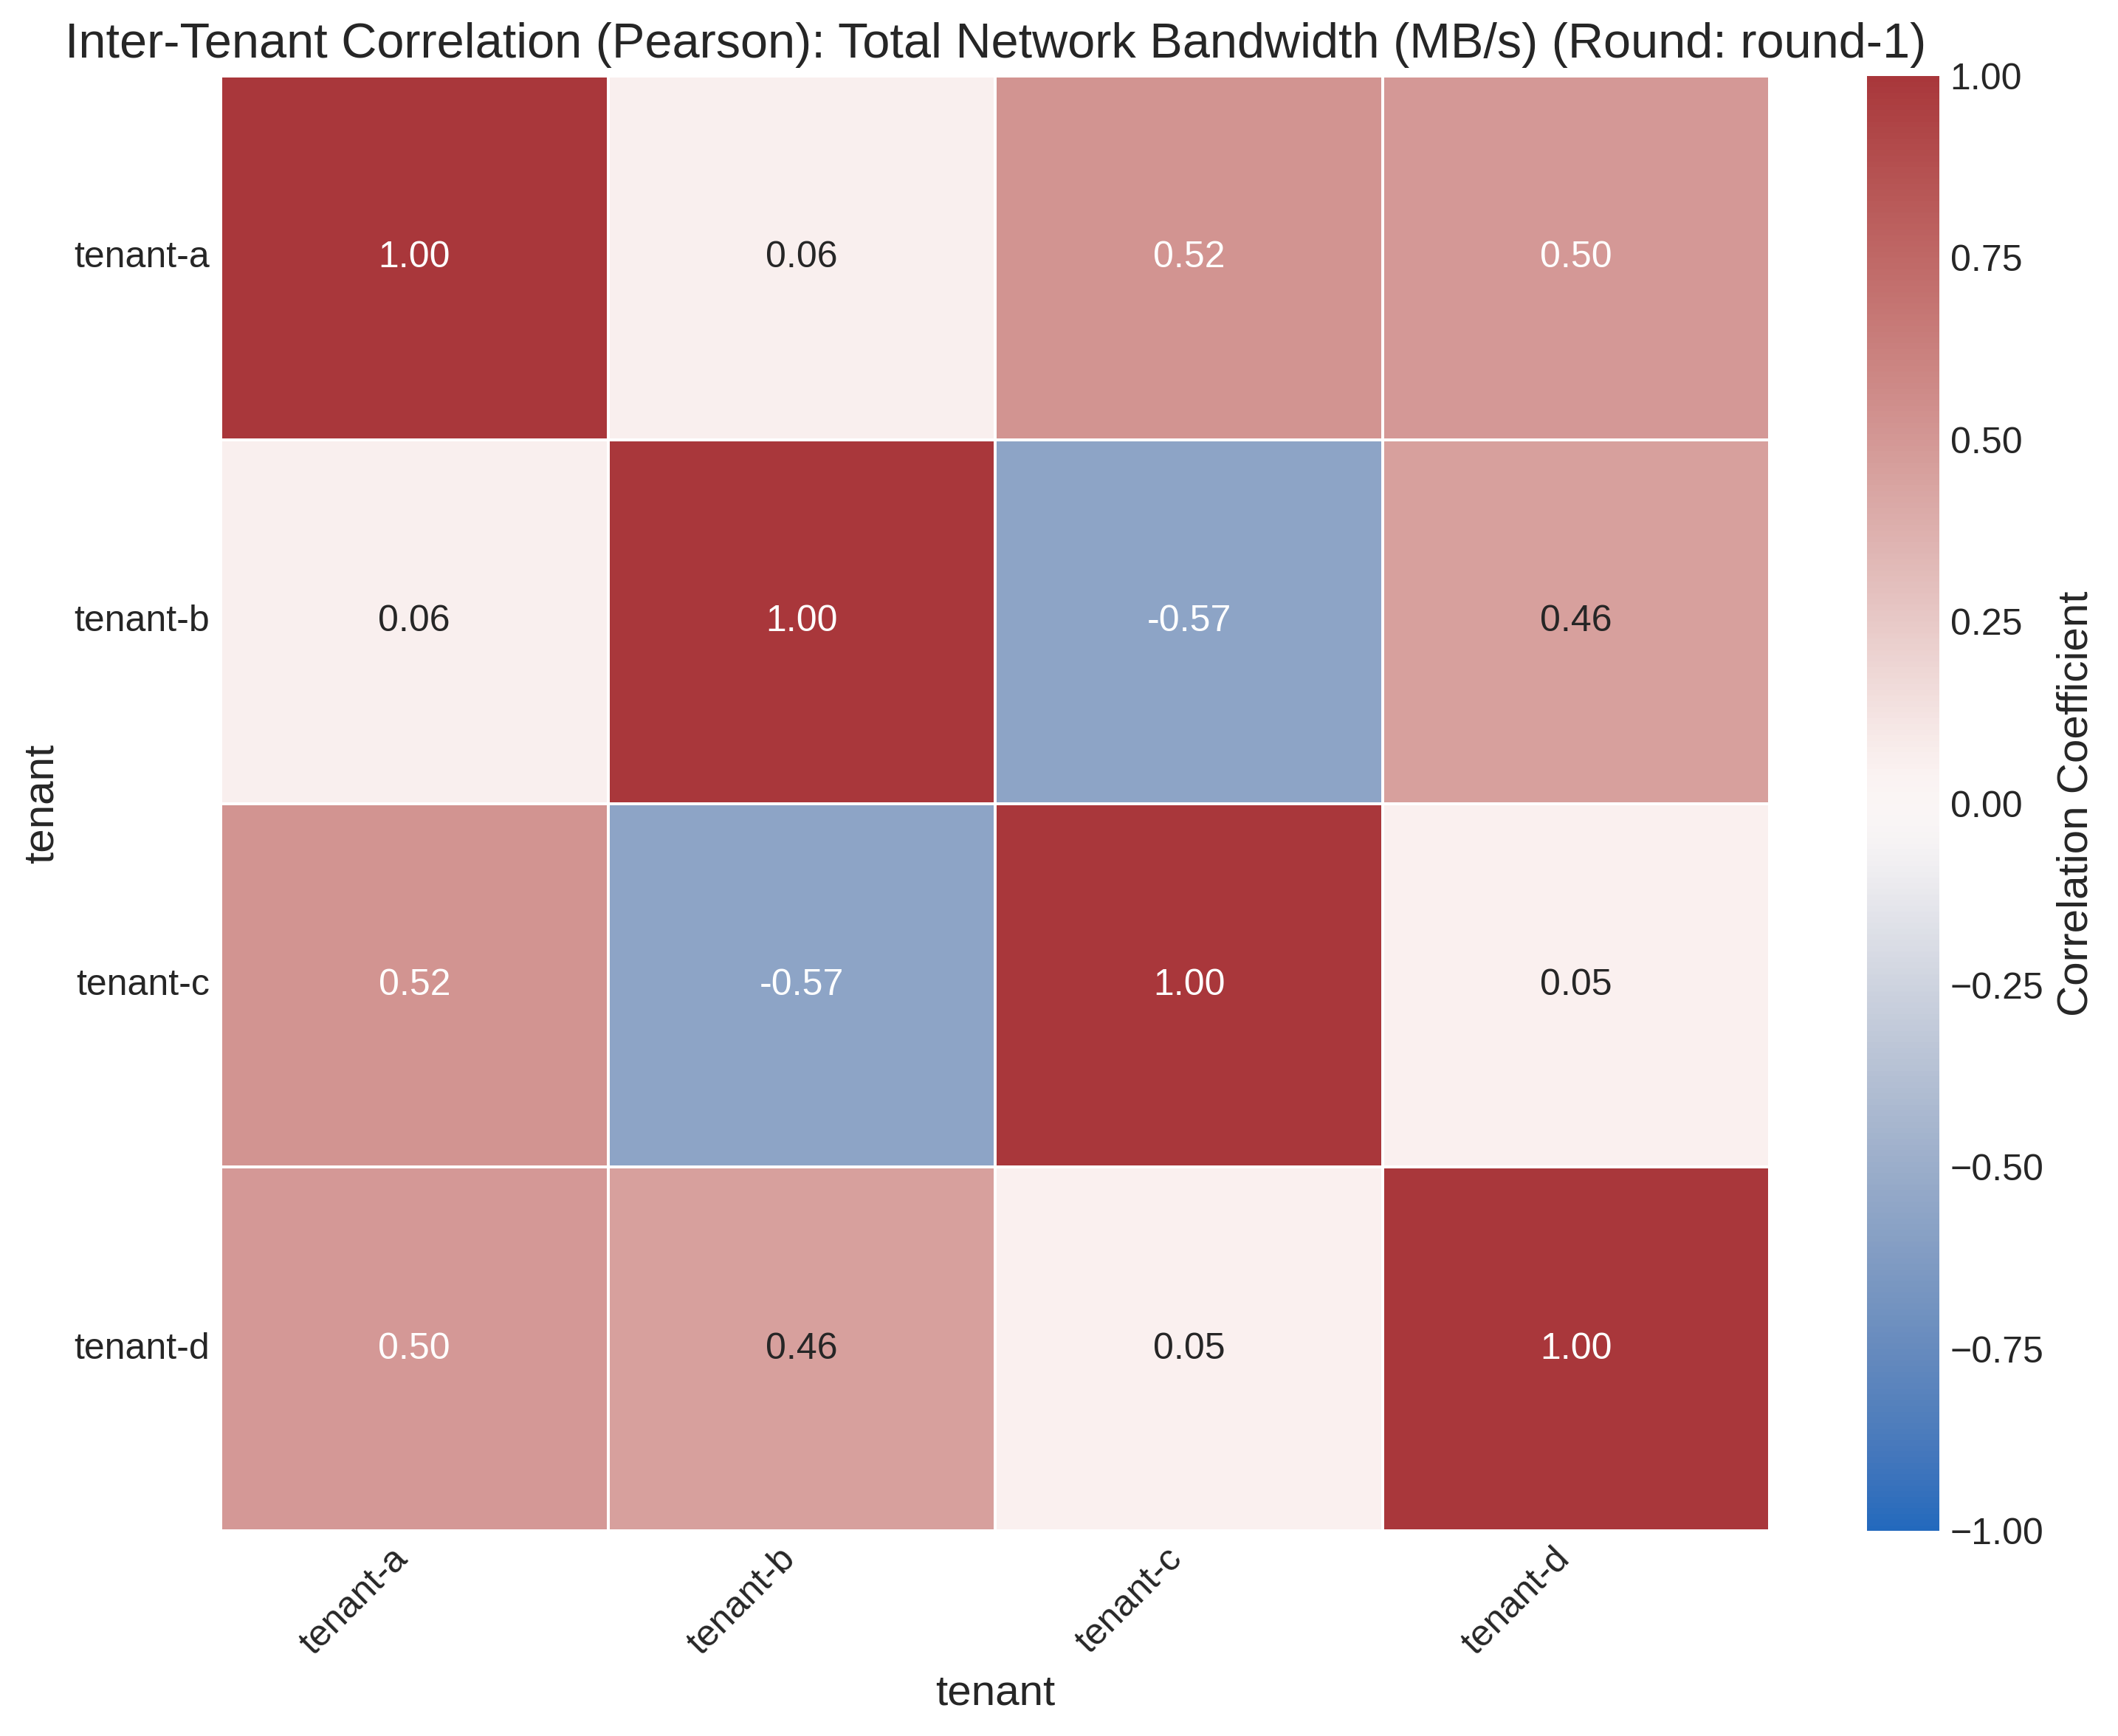 Inter-Tenant Correlation (Pearson): Total Network Bandwidth (MB/s) (Round: round-1)
tenant
tenant-a 1.00 0.06 0.52 0.50
tenant-b 0.06 1.00 -0.57 0.46
tenant-c 0.52 -0.57 1.00 0.05
tenant-d 0.50 0.46 0.05 1.00
tenant-a tenant-b tenant-c tenant-d
tenant
1.00
0.75
0.50
0.25
0.00
−0.25
−0.50
−0.75
−1.00
Correlation Coefficient